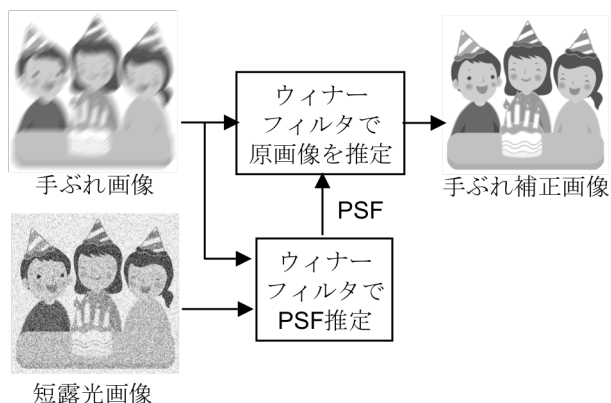 手ぶれ画像
ウィナー
フィルタで
原画像を推定
手ぶれ補正画像
PSF
ウィナー
フィルタで
PSF推定
短露光画像